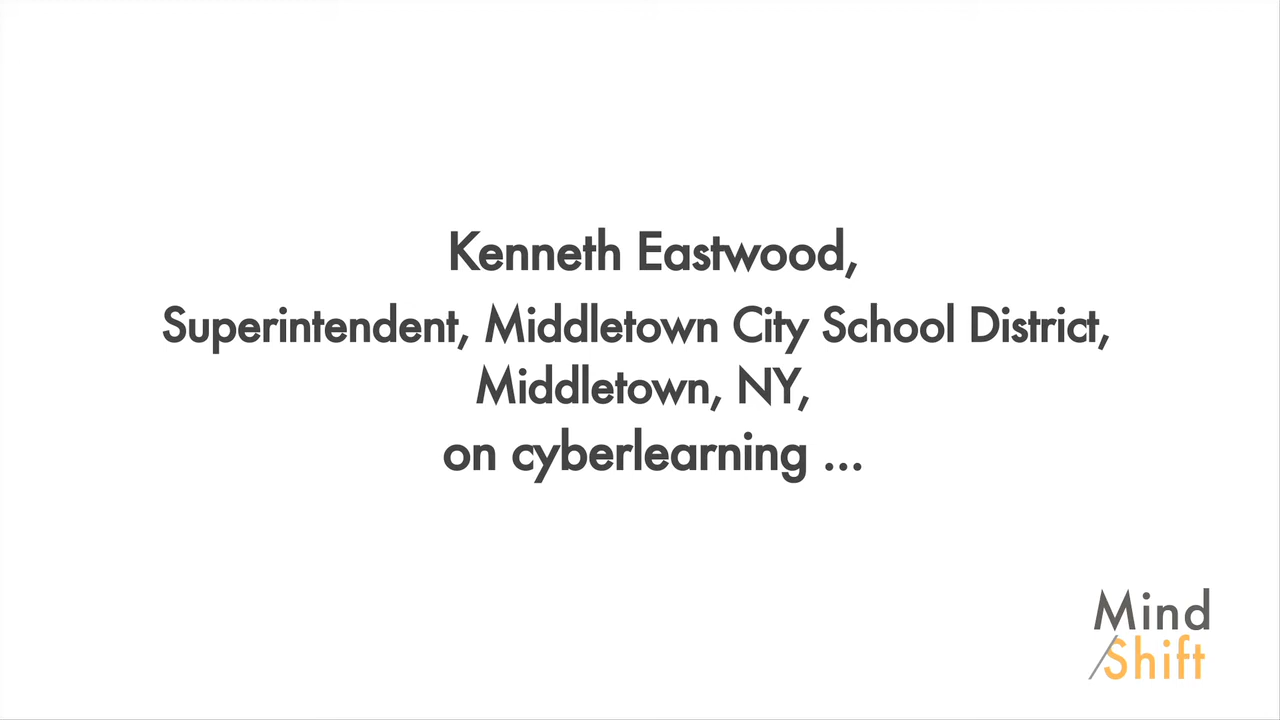 Kenneth Eastwood,
Superintendent, Middletown City School District,
Middletown, NY,
on cyberlearning ...
Mind
/Shift